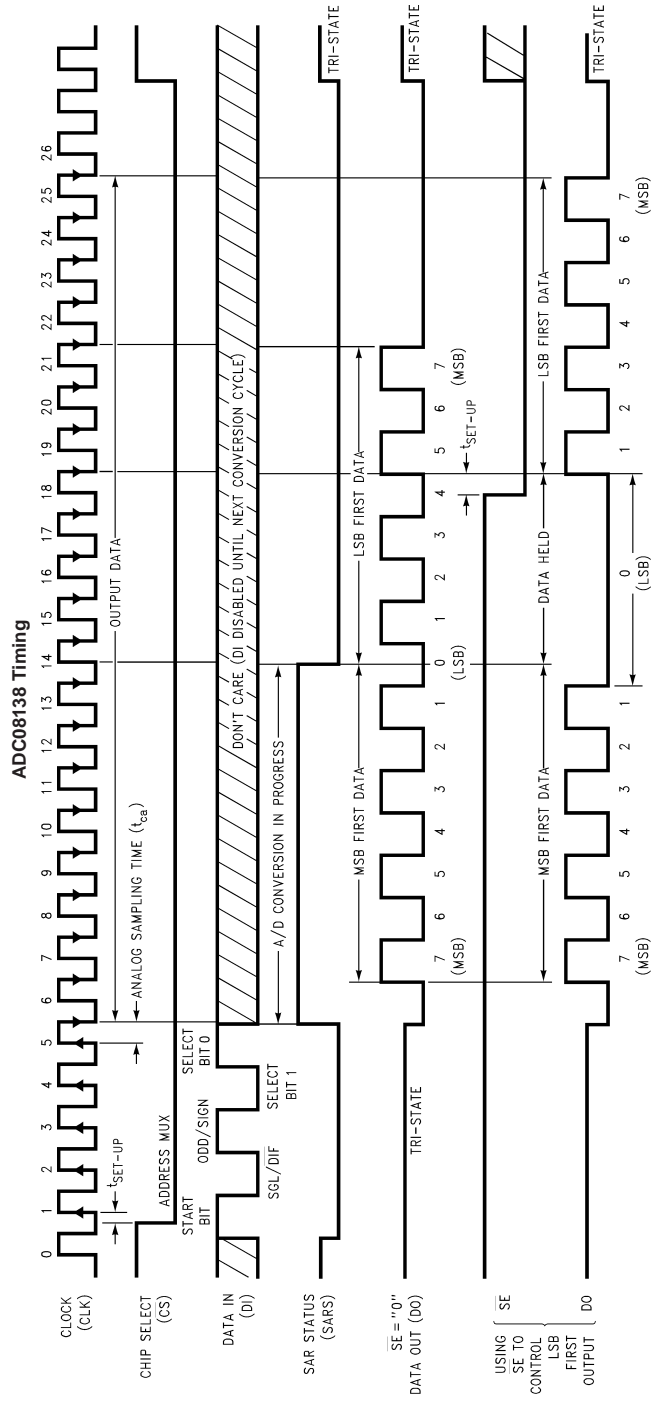 ADC08138 Timing
0 1 2 3 4 5 6 7 8 9 10 11 12 13 14 15 16 17 18 19 20 21 22 23 24 25 26
CLOCK
(CLK)
tSET-UP
ANALOG SAMPLING TIME (tca)
OUTPUT DATA
CHIP SELECT
(CS)
ADDRESS MUX
START
BIT
ODD/SIGN
SELECT
BIT 0
DATA IN
(DI)
DON'T CARE (DI DISABLED UNTIL NEXT CONVERSION CYCLE)
SGL/DIF
SELECT
BIT 1
A/D CONVERSION IN PROGRESS
SAR STATUS
(SARS)
TRI-STATE
MSB FIRST DATA
LSB FIRST DATA
SE = "0"
DATA OUT (DO)
TRI-STATE
TRI-STATE
7 6 5 4 3 2 1 0 1 2 3 4 5 6 7
(MSB)
(LSB)
(MSB)
tSET-UP
USING
SE TO
CONTROL
LSB
FIRST
OUTPUT
SE
MSB FIRST DATA
DATA HELD
LSB FIRST DATA
DO
TRI-STATE
7 6 5 4 3 2 1 0 1 2 3 4 5 6 7
(MSB)
(LSB)
(MSB)